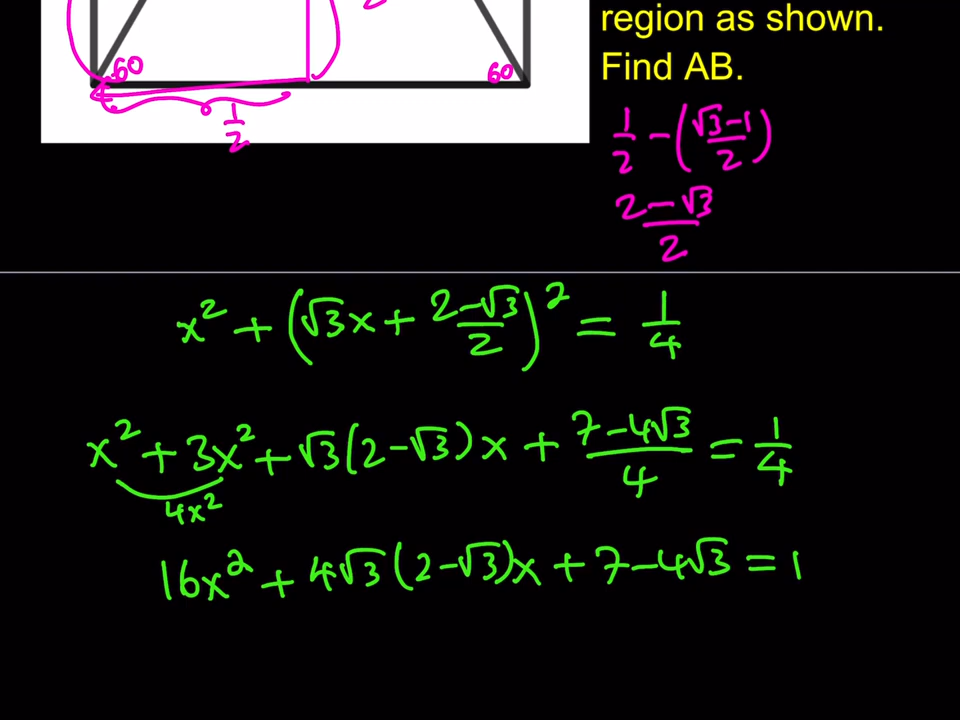 region as shown.
Find AB.
60
60
1/2
1/2 - ((√3-1)/2)
(2-√3)/2
x² + (√3x + (2-√3)/2)² = 1/4
x² + 3x² + √3(2-√3)x + (7-4√3)/4 = 1/4
4x²
16x² + 4√3(2-√3)x + 7-4√3 = 1